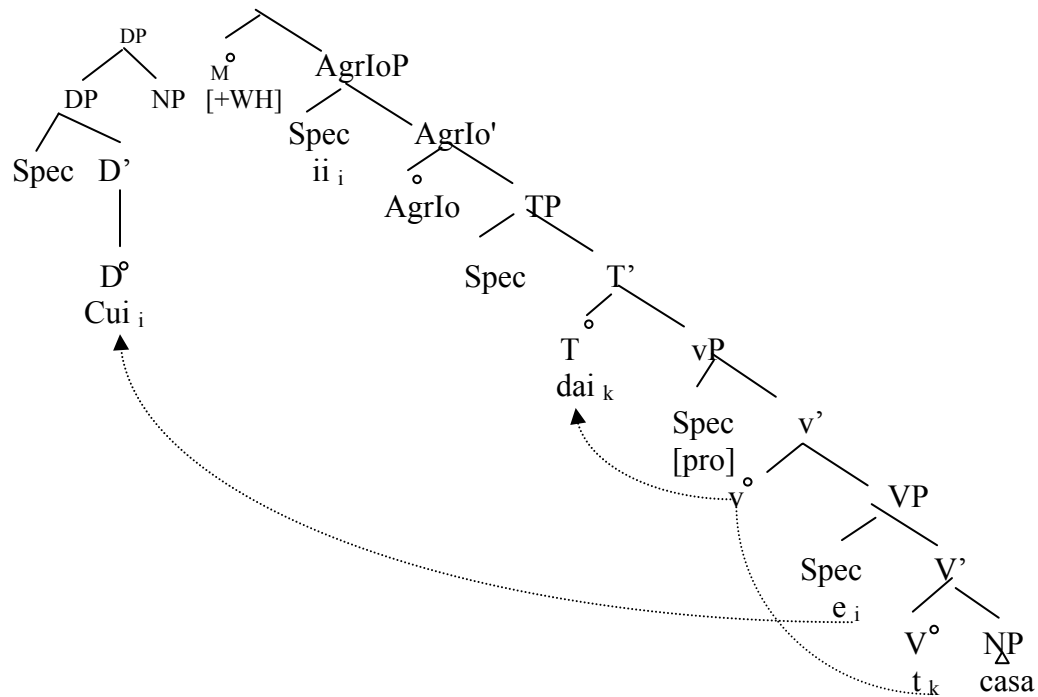 DP
M° AgrIoP
DP NP [+WH]
Spec AgrIo'
Spec D’ ii i
° AgrIo
TP
D° Spec T’
Cui i
T° vP
dai k
Spec v’
[pro]
v° VP
Spec V’
e i
V° NP
t k casa